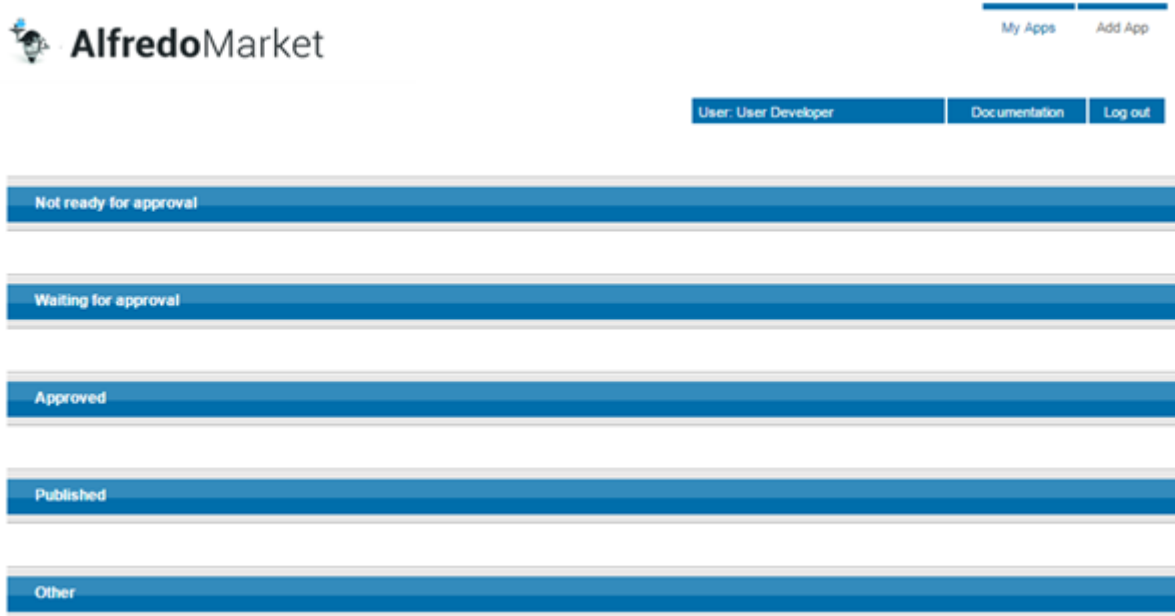 AlfredoMarket
My Apps
Add App
User: User Developer
Documentation
Log out
Not ready for approval
Waiting for approval
Approved
Published
Other